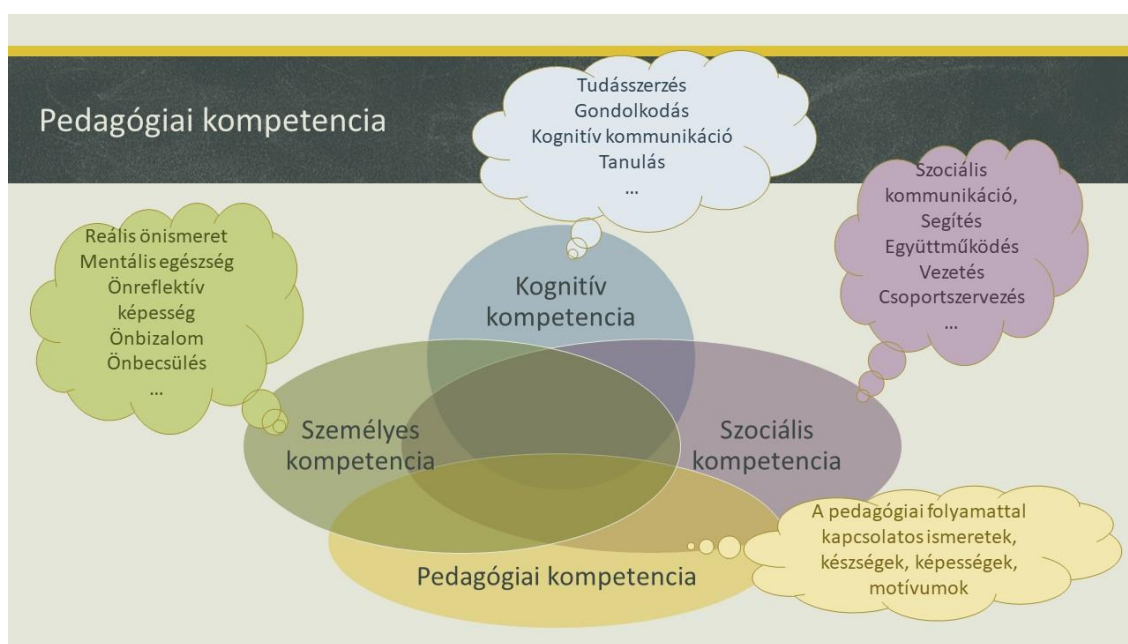 Pedagógiai kompetencia
Tudásszerzés
Gondolkodás
Kognitív kommunikáció
Tanulás
...
Szociális
kommunikáció,
Segítés
Együttműködés
Vezetés
Csoportszervezés
...
Reális önismeret
Mentális egészség
Önreflektív
képesség
Önbizalom
Önbecsülés
...
Kognitív
kompetencia
Személyes
kompetencia
Szociális
kompetencia
A pedagógiai folyamattal
kapcsolatos ismeretek,
készségek, képességek,
motívumok
Pedagógiai kompetencia